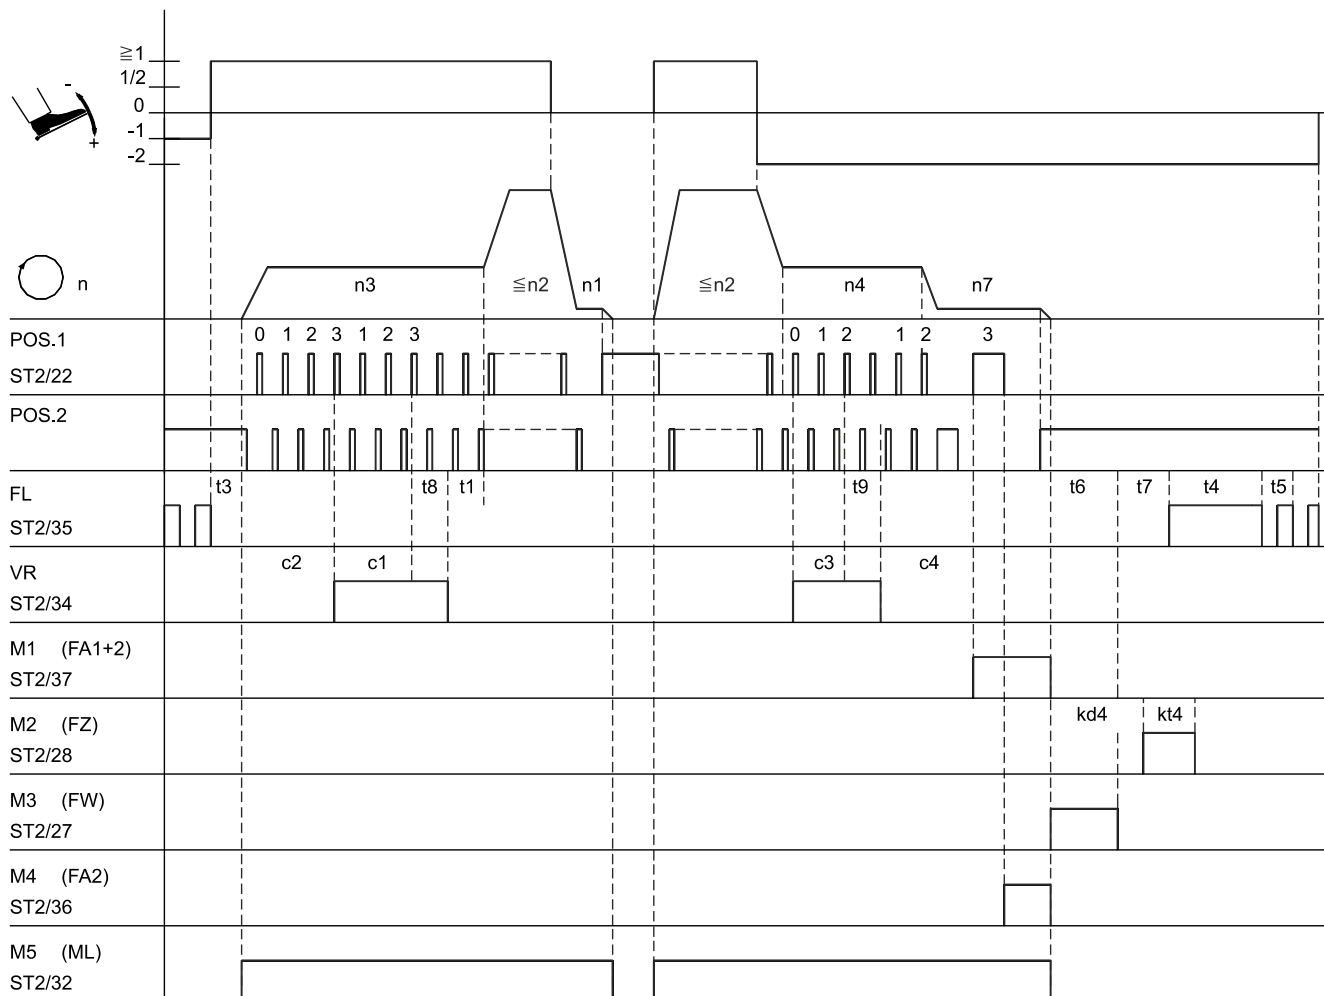 ≧1
1/2
0
-1
-2
-
+
n
n3
≦n2
n1
≦n2
n4
n7
POS.1
0 1 2 3 1 2 3
0 1 2 1 2 3
ST2/22
POS.2
FL
t3
t8
t1
t9
t6
t7
t4
t5
ST2/35
VR
c2
c1
c3
c4
ST2/34
M1 (FA1+2)
ST2/37
M2 (FZ)
kd4
kt4
ST2/28
M3 (FW)
ST2/27
M4 (FA2)
ST2/36
M5 (ML)
ST2/32